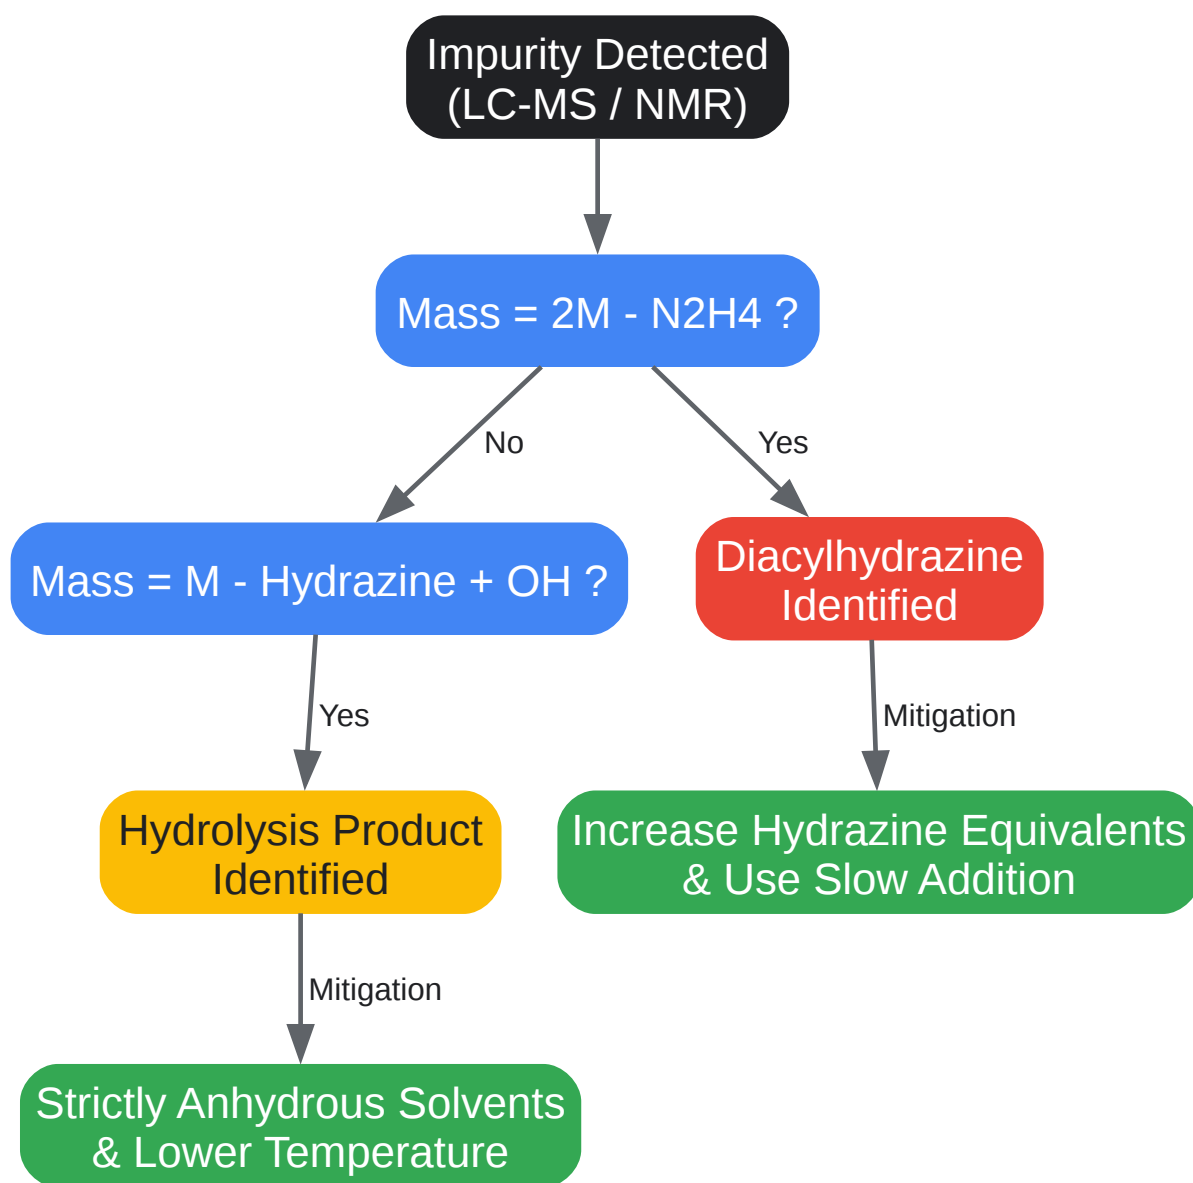 Impurity Detected
(LC-MS / NMR)
Mass = 2M - N2H4 ?
No
Yes
Mass = M - Hydrazine + OH ?
Diacylhydrazine
Identified
Yes
Mitigation
Hydrolysis Product
Identified
Increase Hydrazine Equivalents
& Use Slow Addition
Mitigation
Strictly Anhydrous Solvents
& Lower Temperature